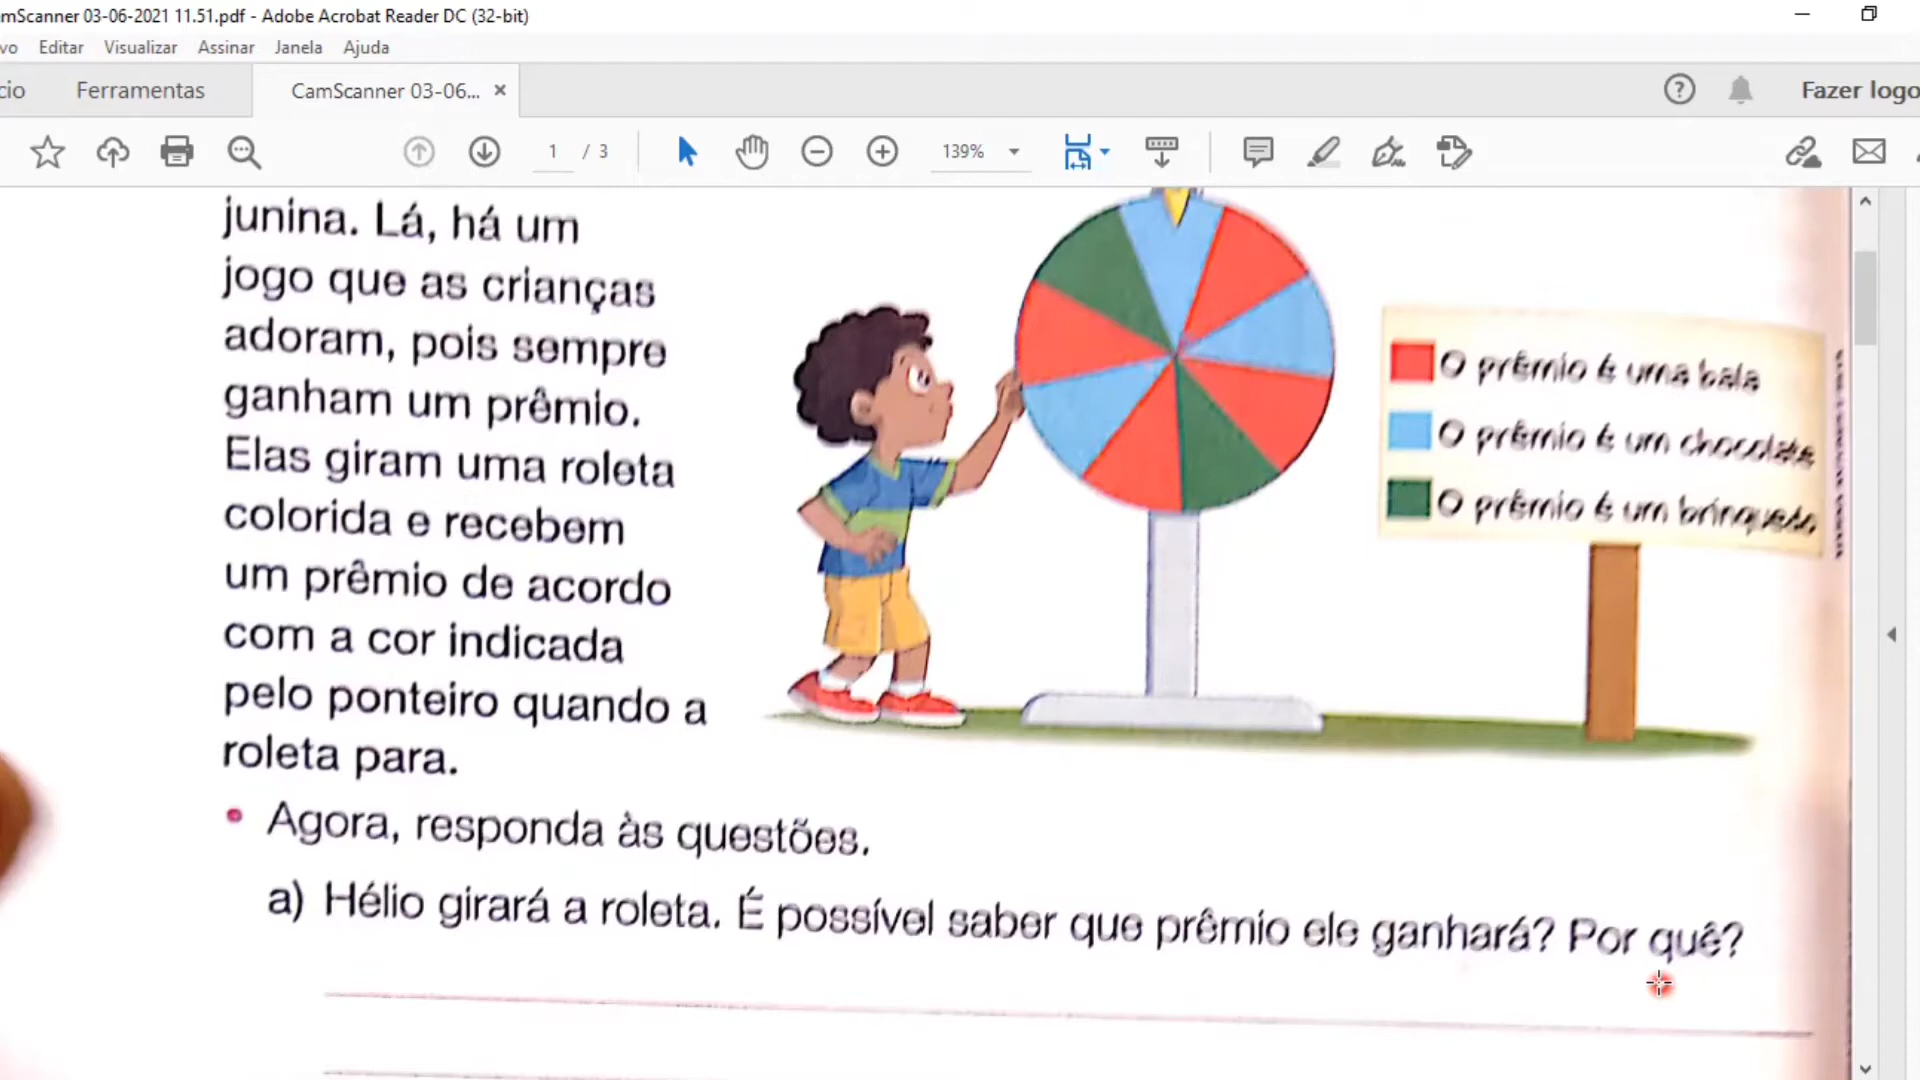 mScanner 03-06-2021 11.51.pdf - Adobe Acrobat Reader DC (32-bit)
vo Editar Visualizar Assinar Janela Ajuda
cio Ferramentas CamScanner 03-06... Fazer logo
1 / 3 139%
junina. Lá, há um
jogo que as crianças
adoram, pois sempre
ganham um prêmio.
Elas giram uma roleta
colorida e recebem
um prêmio de acordo
com a cor indicada
pelo ponteiro quando a
roleta para.
O prêmio é uma bala
O prêmio é um chocolate
O prêmio é um brinquedo
• Agora, responda às questões.
a) Hélio girará a roleta. É possível saber que prêmio ele ganhará? Por quê?